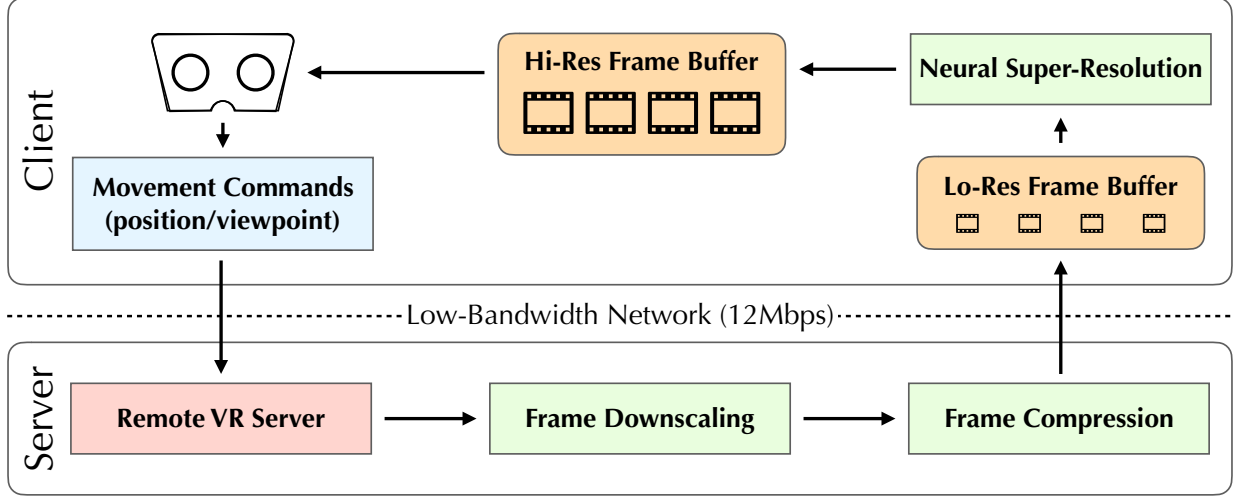 Client
Hi-Res Frame Buffer
Neural Super-Resolution
Movement Commands
(position/viewpoint)
Lo-Res Frame Buffer
Low-Bandwidth Network (12Mbps)
Server
Remote VR Server
Frame Downscaling
Frame Compression